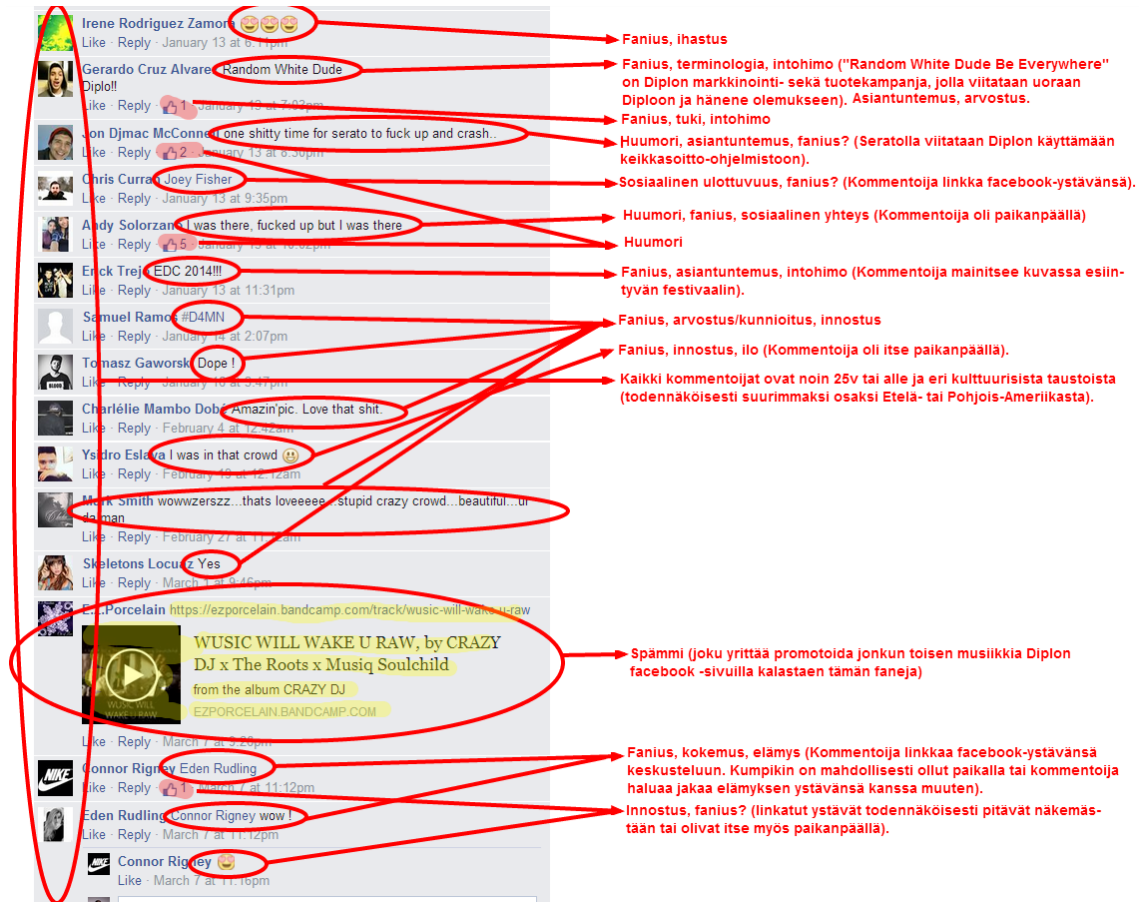 Irene Rodriguez Zamora 😍😍😍
Like · Reply · January 13 at 6:11pm
Gerardo Cruz Alvarez Random White Dude
Diplo!!
Like · Reply · 1 · January 13 at 7:03pm
Jon Djmac McConnell one shitty time for serato to fuck up and crash..
Like · Reply · 2 · January 13 at 8:30pm
Chris Curran Joey Fisher
Like · Reply · January 13 at 9:35pm
Andy Solorzano I was there, fucked up but I was there
Like · Reply · 5 · January 13 at 10:02pm
Erick Trejo EDC 2014!!!
Like · Reply · January 13 at 11:31pm
Samuel Ramos #D4MN
Like · Reply · January 14 at 2:07pm
Tomasz Gaworski Dope !
Like · Reply · January
Charlélie Mambo Dobé Amazin'pic. Love that shit.
Like · Reply · February 4 at 12:42am
Ysidro Eslava I was in that crowd 😃
Like · Reply · February 19 at 12:12am
Mark Smith wowwzerszz...thats loveeeee...stupid crazy crowd...beautiful...ur
da man
Like · Reply · February 27 at
Skeletons Locuaz Yes
Like · Reply · March 1 at 9:46pm
E.Z.Porcelain https://ezporcelain.bandcamp.com/track/wusic-will-wake-u-raw
WUSIC WILL WAKE U RAW, by CRAZY
DJ x The Roots x Musiq Soulchild
from the album CRAZY DJ
EZPORCELAIN.BANDCAMP.COM
WUSIC WILL
WAKE U RAW
Like · Reply · March 7 at
NIKE
Connor Rigney Eden Rudling
Like · Reply · 1 · March 7 at 11:12pm
Eden Rudling Connor Rigney wow !
Like · Reply · March 7 at 11:12pm
NIKE
Connor Rigney 😍
Like · March 7 at 11:16pm
Fanius, ihastus
Fanius, terminologia, intohimo ("Random White Dude Be Everywhere"
on Diplon markkinointi- sekä tuotekampanja, jolla viitataan uoraan
Diploon ja hänene olemukseen). Asiantuntemus, arvostus.
Fanius, tuki, intohimo
Huumori, asiantuntemus, fanius? (Seratolla viitataan Diplon käyttämään
keikkasoitto-ohjelmistoon).
Sosiaalinen ulottuvuus, fanius? (Kommentoija linkka facebook-ystävänsä).
Huumori, fanius, sosiaalinen yhteys (Kommentoija oli paikanpäällä)
Huumori
Fanius, asiantuntemus, intohimo (Kommentoija mainitsee kuvassa esiin-
tyvän festivaalin).
Fanius, arvostus/kunnioitus, innostus
Fanius, innostus, ilo (Kommentoija oli itse paikanpäällä).
Kaikki kommentoijat ovat noin 25v tai alle ja eri kulttuurisista taustoista
(todennäköisesti suurimmaksi osaksi Etelä- tai Pohjois-Ameriikasta).
Spämmi (joku yrittää promotoida jonkun toisen musiikkia Diplon
facebook -sivuilla kalastaen tämän faneja)
Fanius, kokemus, elämys (Kommentoija linkkaa facebook-ystävänsä
keskusteluun. Kumpikin on mahdollisesti ollut paikalla tai kommentoija
haluaa jakaa elämyksen ystävänsä kanssa muuten).
Innostus, fanius? (linkatut ystävät todennäköisesti pitävät näkemäs-
tään tai olivat itse myös paikanpäällä).